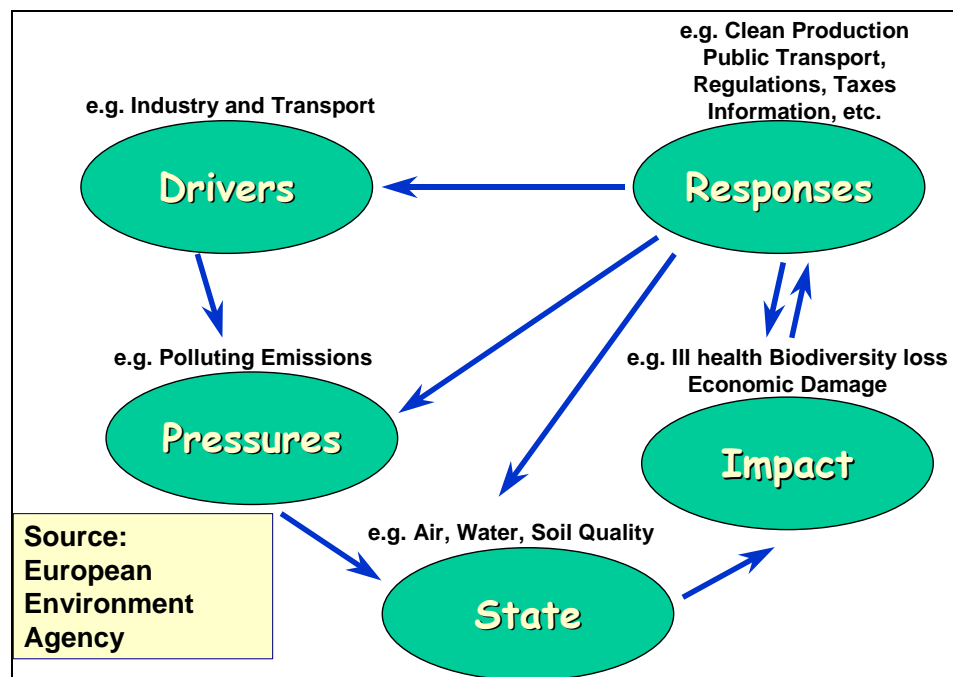 e.g. Clean Production
Public Transport,
Regulations, Taxes
Information, etc.
e.g. Industry and Transport
Drivers
Responses
e.g. Polluting Emissions
e.g. Ill health Biodiversity loss
Economic Damage
Pressures
Impact
Source:
European
Environment
Agency
e.g. Air, Water, Soil Quality
State